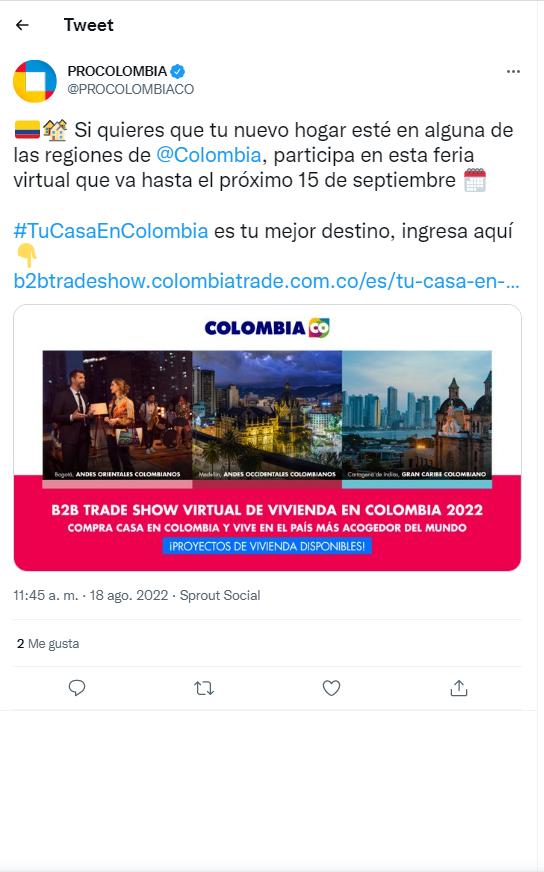 Tweet
PROCOLOMBIA
@PROCOLOMBIACO
Si quieres que tu nuevo hogar esté en alguna de
las regiones de @Colombia, participa en esta feria
virtual que va hasta el próximo 15 de septiembre
#TuCasaEnColombia es tu mejor destino, ingresa aquí
b2btradeshow.colombiatrade.com.co/es/tu-casa-en-...
COLOMBIA CO
Bogotá, ANDES ORIENTALES COLOMBIANOS
Medellín, ANDES OCCIDENTALES COLOMBIANOS
Cartagena de Indias, GRAN CARIBE COLOMBIANO
B2B TRADE SHOW VIRTUAL DE VIVIENDA EN COLOMBIA 2022
COMPRA CASA EN COLOMBIA Y VIVE EN EL PAÍS MÁS ACOGEDOR DEL MUNDO
¡PROYECTOS DE VIVIENDA DISPONIBLES!
11:45 a. m. · 18 ago. 2022 · Sprout Social
2 Me gusta